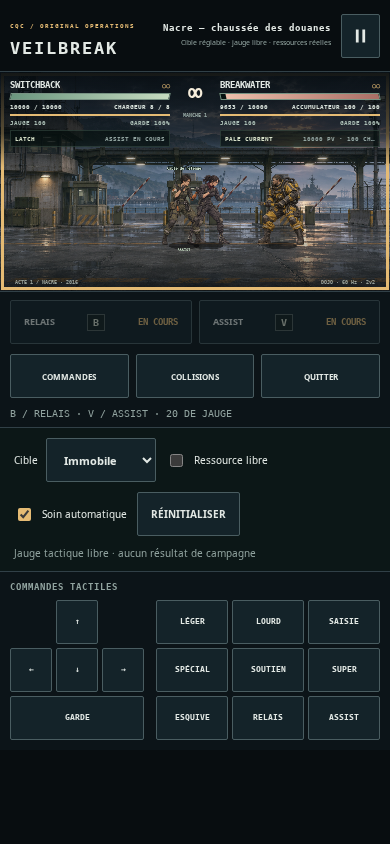 CQC / ORIGINAL OPERATIONS
VEILBREAK
Nacre — chaussée des douanes
Cible réglable · jauge libre · ressources réelles
SWITCHBACK
∞
BREAKWATER
10000 / 10000
CHARGEUR 8 / 8
9653 / 10000
ACCUMULATEUR 100 / 100
JAUGE 100
GARDE 100%
MANCHE 1
JAUGE 100
GARDE 100%
LATCH
ASSIST EN COURS
PALE CURRENT
10000 PV · 100 CH…
ACTE 1 / NACRE · 2016
DOJO · 60 Hz · 2v2
RELAIS B EN COURS
ASSIST V EN COURS
COMMANDES
COLLISIONS
QUITTER
B / RELAIS · V / ASSIST · 20 DE JAUGE
Cible
Immobile
Ressource libre
Soin automatique
RÉINITIALISER
Jauge tactique libre · aucun résultat de campagne
COMMANDES TACTILES
↑
LÉGER
LOURD
SAISIE
←
↓
→
SPÉCIAL
SOUTIEN
SUPER
GARDE
ESQUIVE
RELAIS
ASSIST